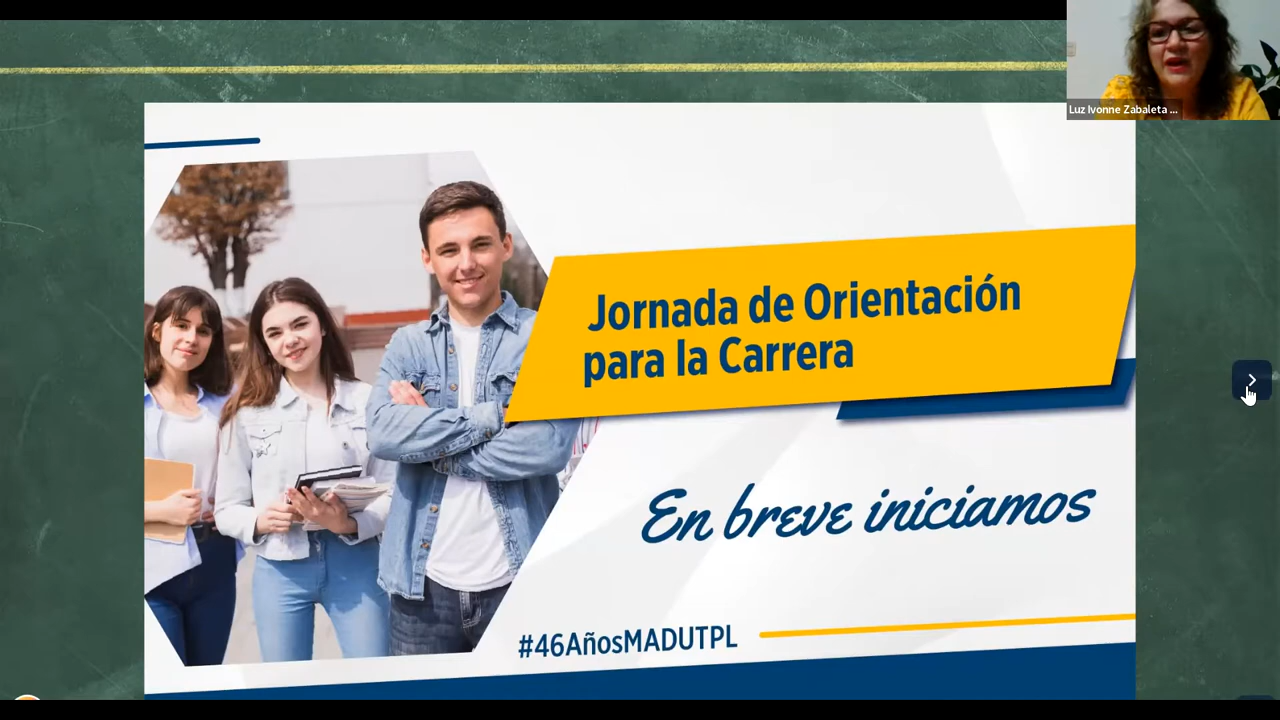 Luz Ivonne Zabaleta ...
Jornada de Orientación
para la Carrera
En breve iniciamos
#46AñosMADUTPL